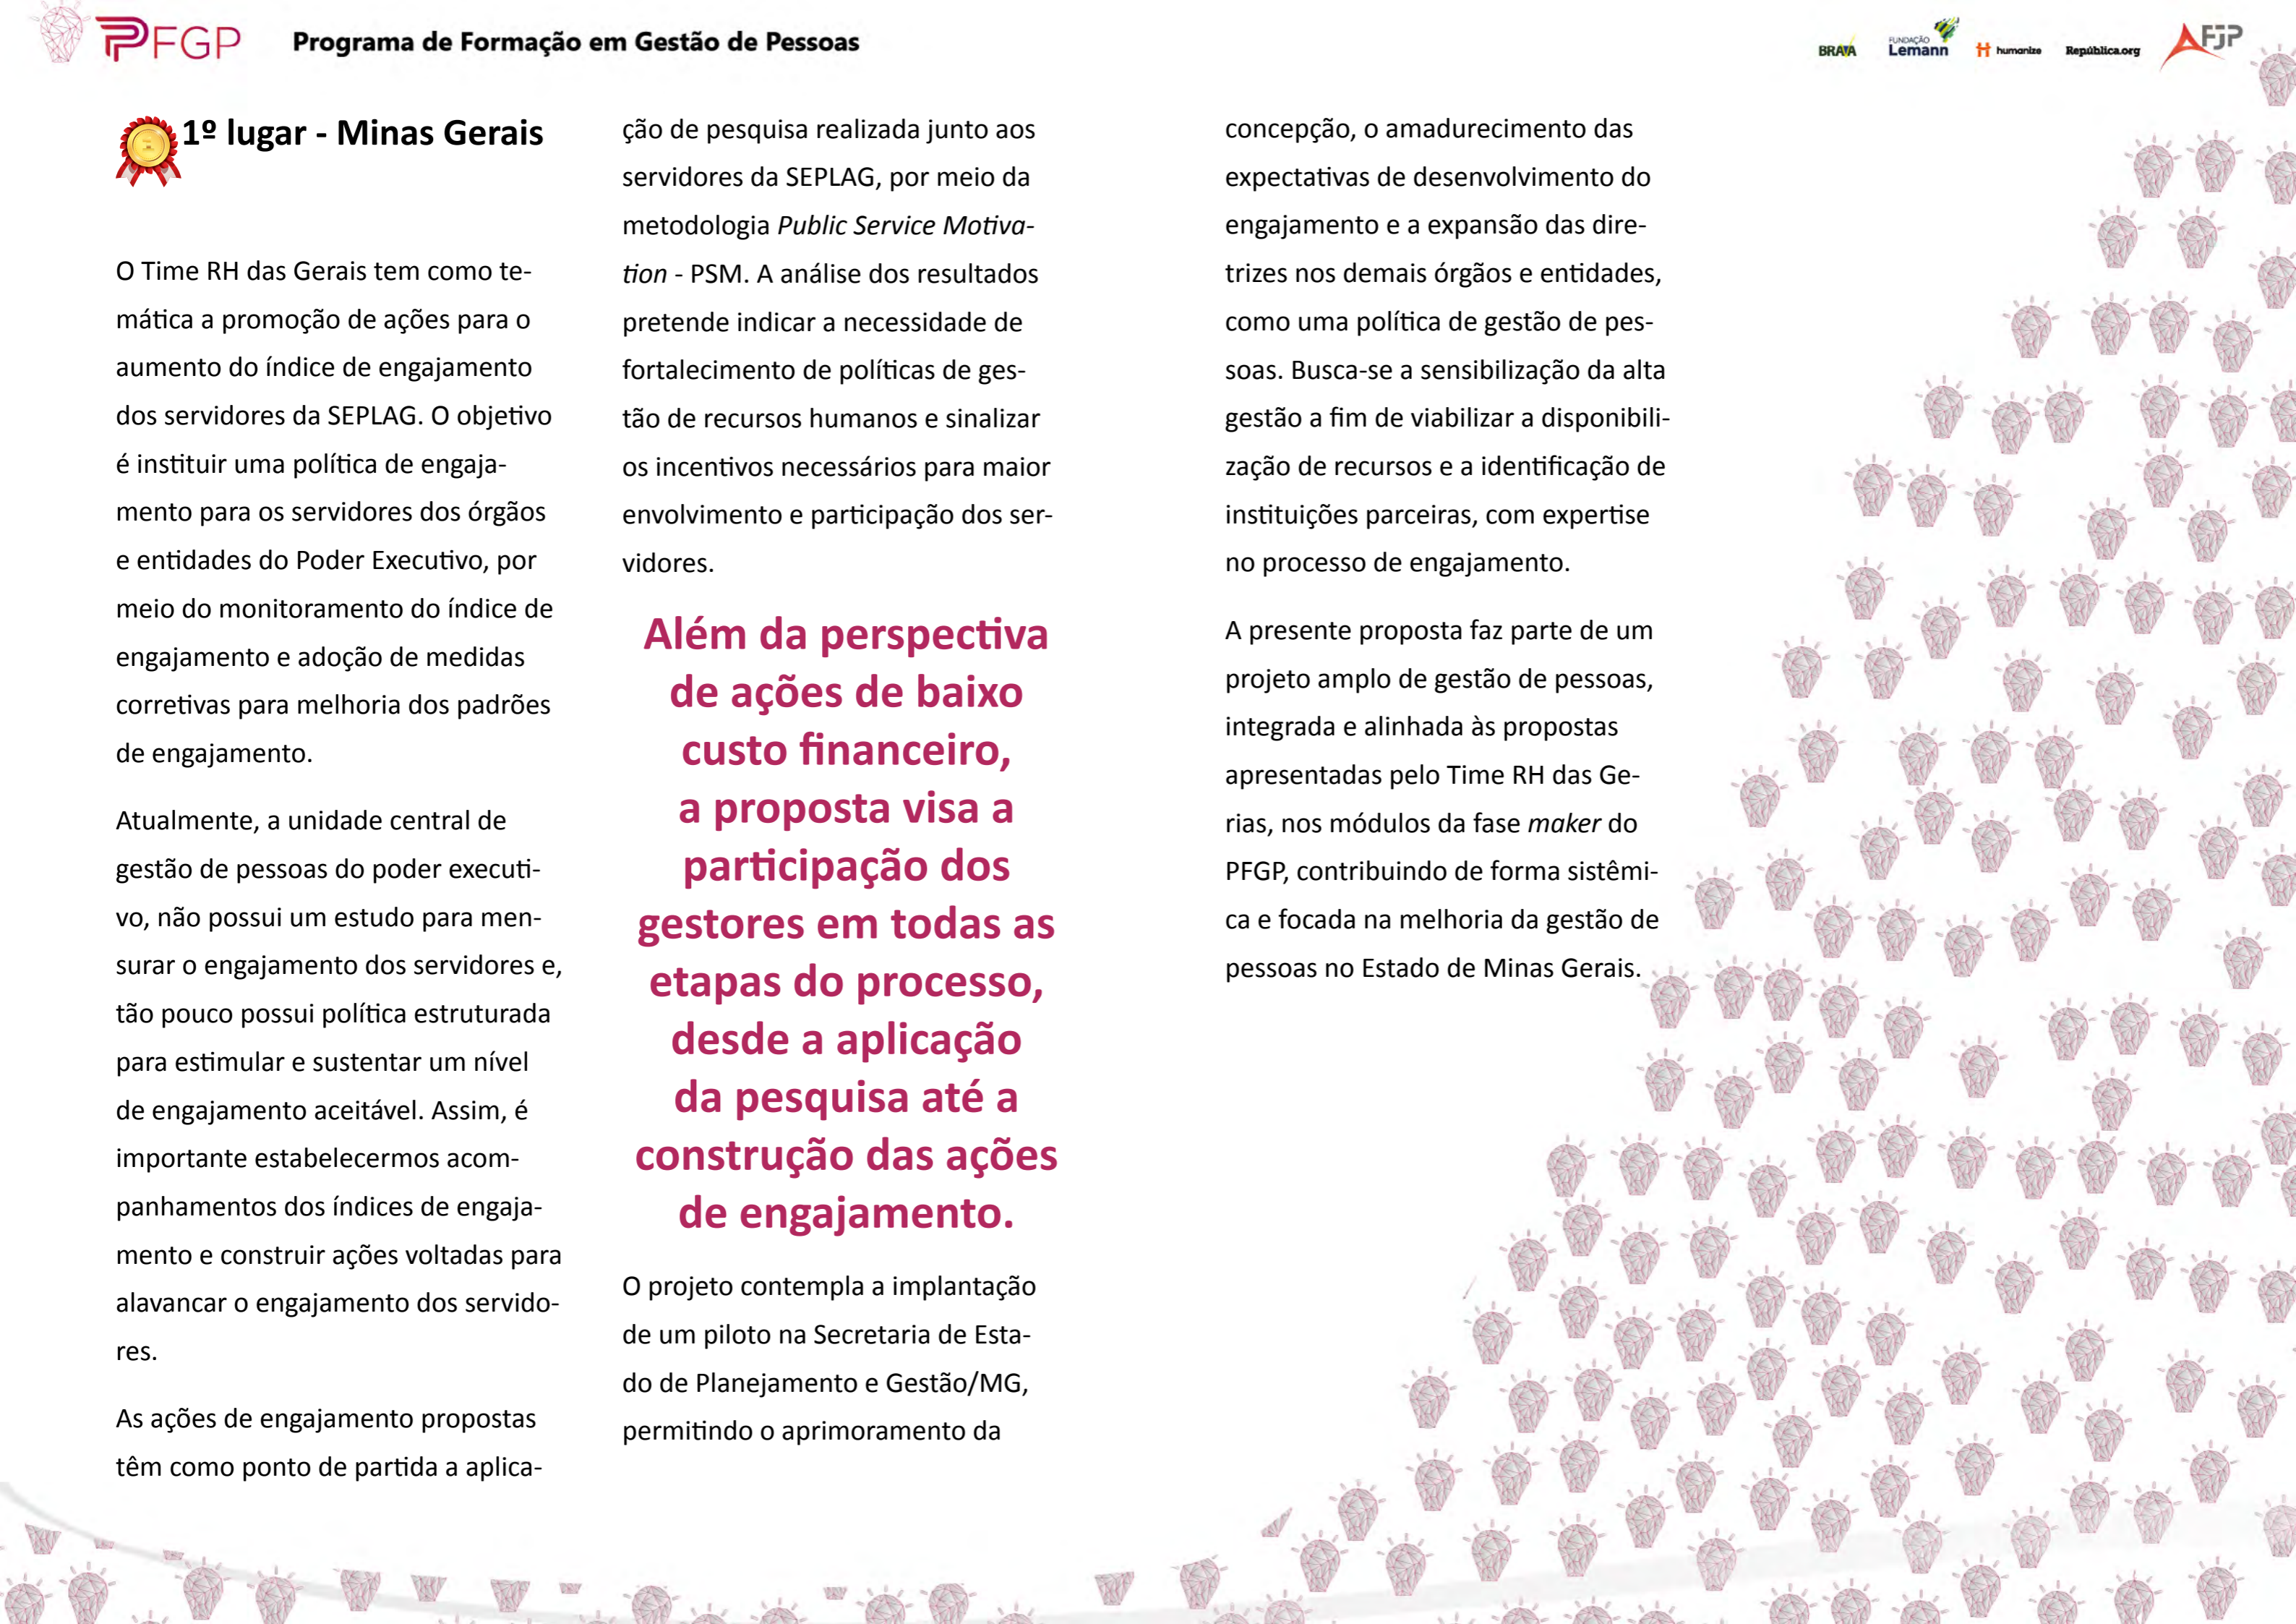 PFGP
Programa de Formação em Gestão de Pessoas
BRAVA
FUNDAÇÃO
Lemann
humanize
República.org
FJP
1º lugar - Minas Gerais
O Time RH das Gerais tem como te-
mática a promoção de ações para o
aumento do índice de engajamento
dos servidores da SEPLAG. O objetivo
é instituir uma política de engaja-
mento para os servidores dos órgãos
e entidades do Poder Executivo, por
meio do monitoramento do índice de
engajamento e adoção de medidas
corretivas para melhoria dos padrões
de engajamento.
Atualmente, a unidade central de
gestão de pessoas do poder executi-
vo, não possui um estudo para men-
surar o engajamento dos servidores e,
tão pouco possui política estruturada
para estimular e sustentar um nível
de engajamento aceitável. Assim, é
importante estabelecermos acom-
panhamentos dos índices de engaja-
mento e construir ações voltadas para
alavancar o engajamento dos servido-
res.
As ações de engajamento propostas
têm como ponto de partida a aplica-
ção de pesquisa realizada junto aos
servidores da SEPLAG, por meio da
metodologia Public Service Motiva-
tion - PSM. A análise dos resultados
pretende indicar a necessidade de
fortalecimento de políticas de ges-
tão de recursos humanos e sinalizar
os incentivos necessários para maior
envolvimento e participação dos ser-
vidores.
Além da perspectiva
de ações de baixo
custo financeiro,
a proposta visa a
participação dos
gestores em todas as
etapas do processo,
desde a aplicação
da pesquisa até a
construção das ações
de engajamento.
O projeto contempla a implantação
de um piloto na Secretaria de Esta-
do de Planejamento e Gestão/MG,
permitindo o aprimoramento da
concepção, o amadurecimento das
expectativas de desenvolvimento do
engajamento e a expansão das dire-
trizes nos demais órgãos e entidades,
como uma política de gestão de pes-
soas. Busca-se a sensibilização da alta
gestão a fim de viabilizar a disponibili-
zação de recursos e a identificação de
instituições parceiras, com expertise
no processo de engajamento.
A presente proposta faz parte de um
projeto amplo de gestão de pessoas,
integrada e alinhada às propostas
apresentadas pelo Time RH das Ge-
rias, nos módulos da fase maker do
PFGP, contribuindo de forma sistêmi-
ca e focada na melhoria da gestão de
pessoas no Estado de Minas Gerais.